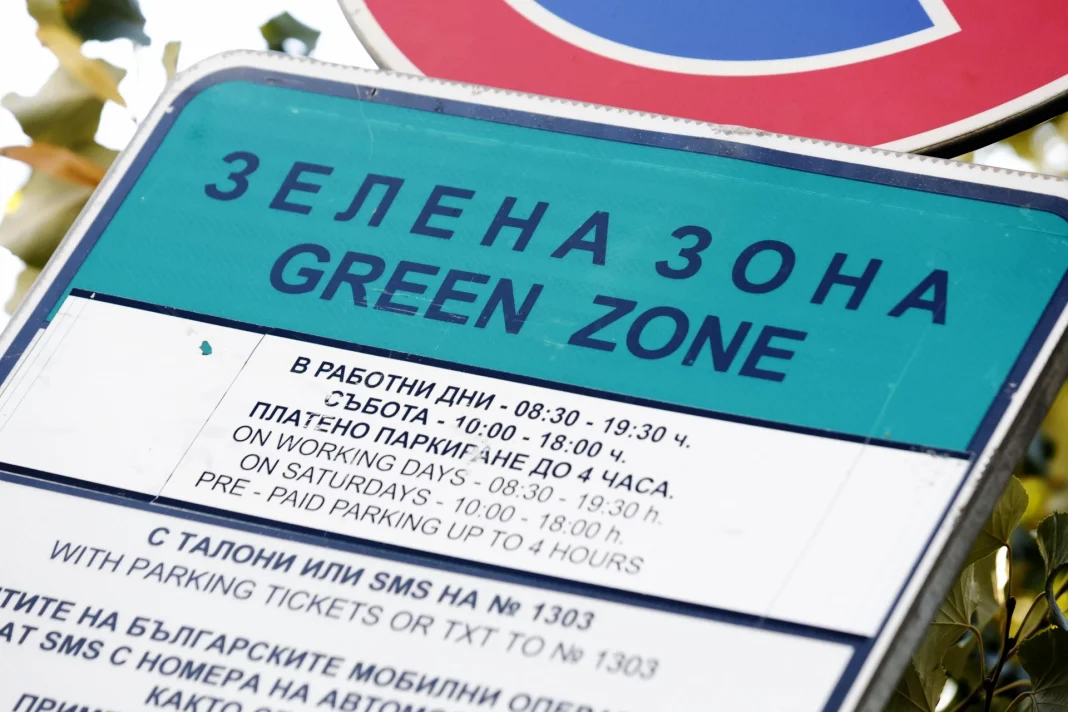 ЗЕЛЕНА ЗОНА
GREEN ZONE
В РАБОТНИ ДНИ - 08:30 - 19:30 ч.
СЪБОТА - 10:00 - 18:00 ч.
ПЛАТЕНО ПАРКИРАНЕ ДО 4 ЧАСА.
ON WORKING DAYS - 08:30 - 19:30 h.
ON SATURDAYS - 10:00 - 18:00 h.
PRE - PAID PARKING UP TO 4 HOURS
С ТАЛОНИ ИЛИ SMS НА № 1303
WITH PARKING TICKETS OR TXT TO № 1303
НА БЪЛГАРСКИТЕ МОБИЛНИ
SMS С НОМЕРА НА
КАКТО